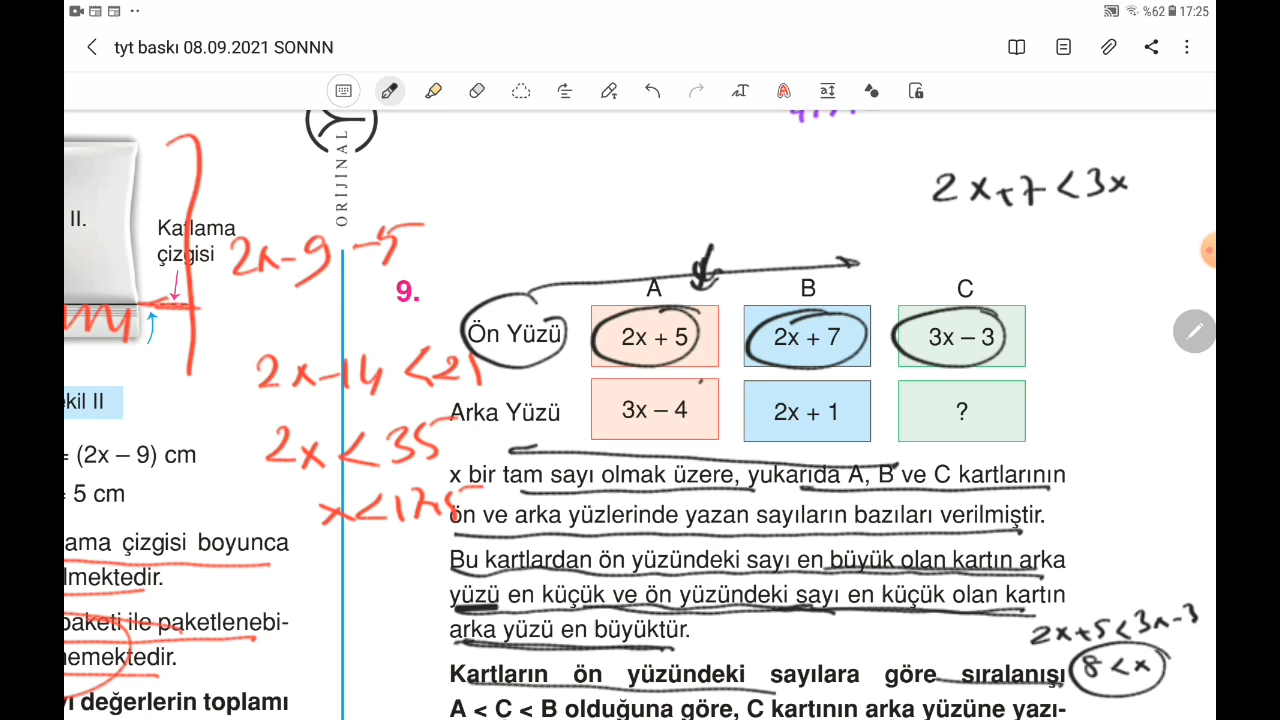 %62 17:25
tyt baskı 08.09.2021 SONNN
ORİJİNAL
2x+7<3x
II.
Katlama
çizgisi
2x-9-5
2x-14<21
2x<35
x<17,5
kil II
= (2x – 9) cm
= 5 cm
lama çizgisi boyunca
lmektedir.
paketi ile paketlenebi-
nemektedir.
yı değerlerin toplamı
9.
A B C
Ön Yüzü 2x + 5 2x + 7 3x – 3
Arka Yüzü 3x – 4 2x + 1 ?
x bir tam sayı olmak üzere, yukarıda A, B ve C kartlarının
ön ve arka yüzlerinde yazan sayıların bazıları verilmiştir.
Bu kartlardan ön yüzündeki sayı en büyük olan kartın arka
yüzü en küçük ve ön yüzündeki sayı en küçük olan kartın
arka yüzü en büyüktür.
2x+5<3x-3
8<x
Kartların ön yüzündeki sayılara göre sıralanışı
A < C < B olduğuna göre, C kartının arka yüzüne yazı-